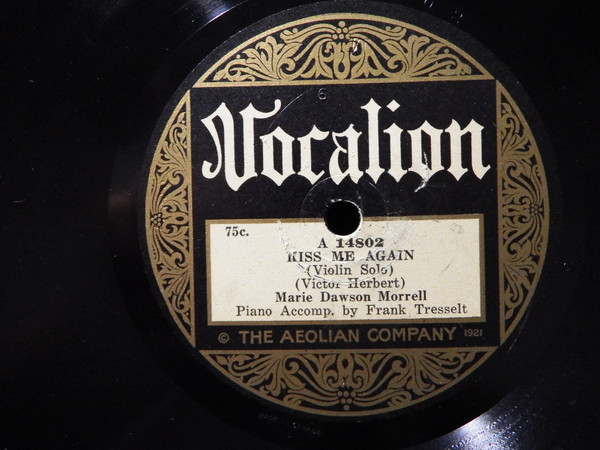 6
Vocalion
75c.
A 14802
KISS ME AGAIN
(Violin Solo)
(Victor Herbert)
Marie Dawson Morrell
Piano Accomp. by Frank Tresselt
© THE AEOLIAN COMPANY 1921